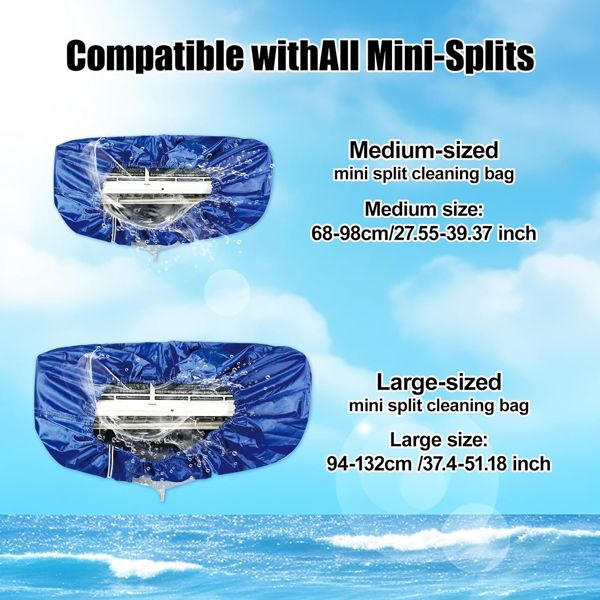 Compatible withAll Mini-Splits
Medium-sized
mini split cleaning bag
Medium size:
68-98cm/27.55-39.37 inch
Large-sized
mini split cleaning bag
Large size:
94-132cm /37.4-51.18 inch